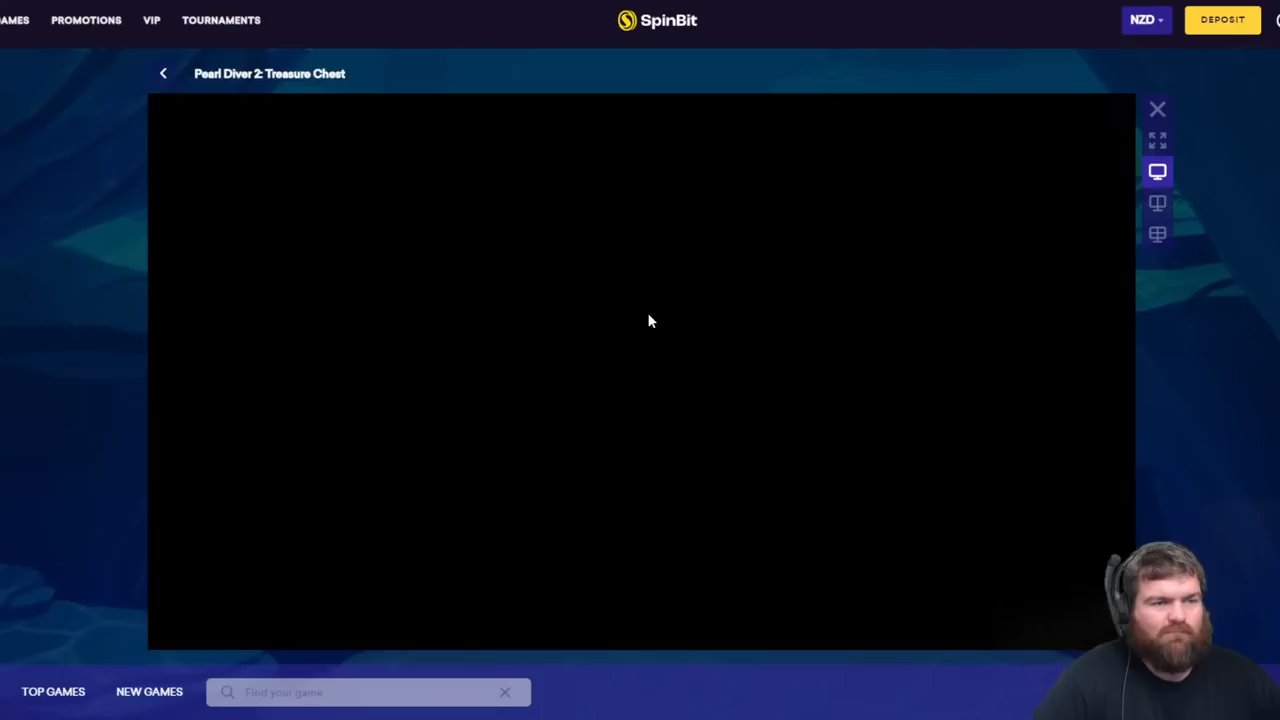 AMES PROMOTIONS VIP TOURNAMENTS SpinBit NZD DEPOSIT
Pearl Diver 2: Treasure Chest
TOP GAMES NEW GAMES Find your game